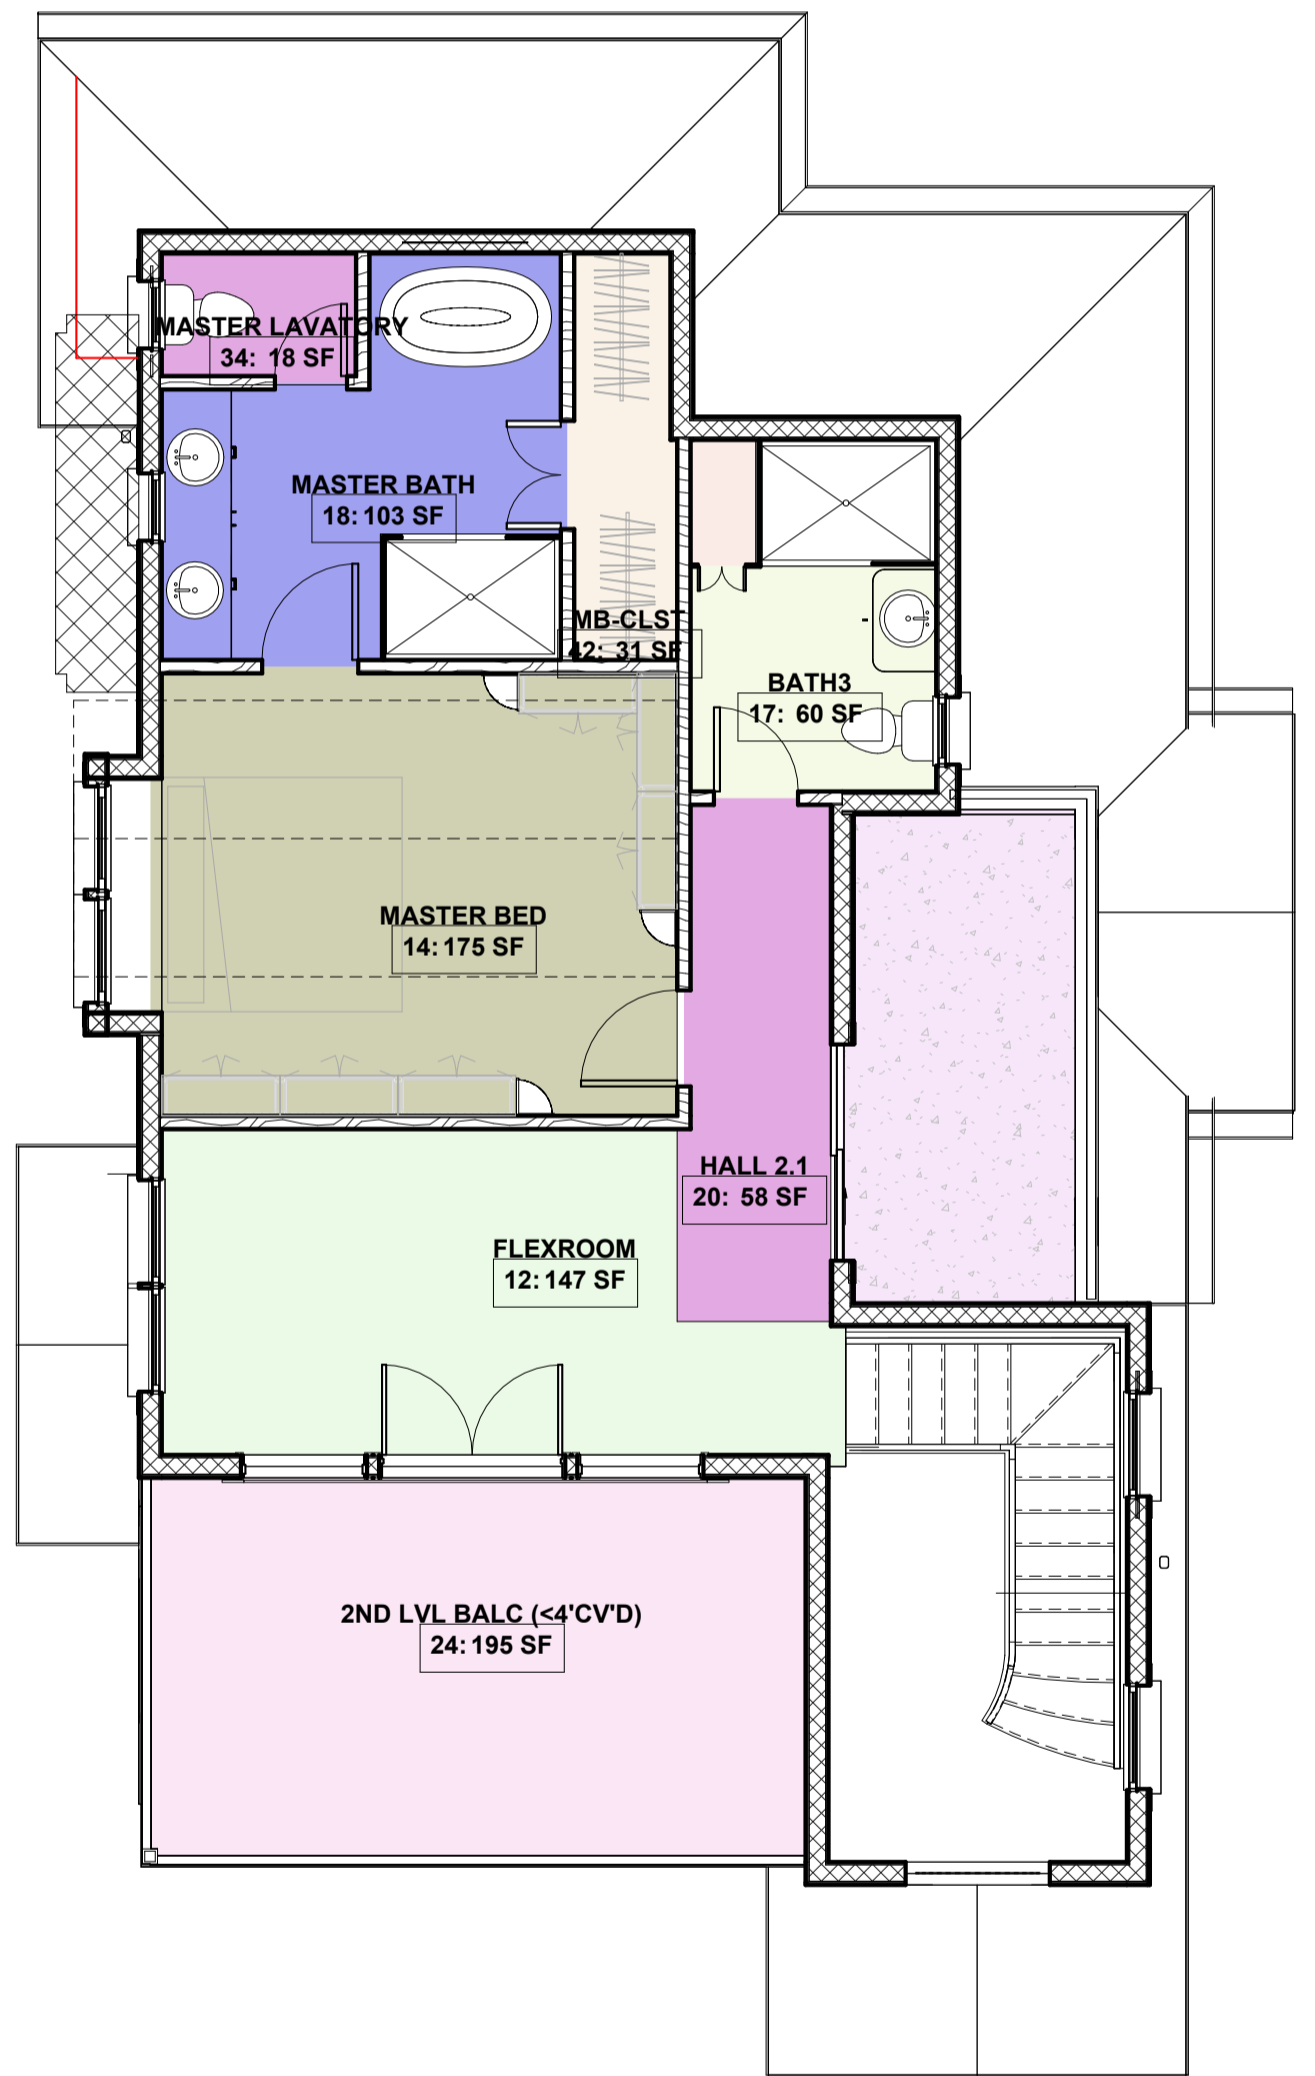 MASTER LAVATORY
34: 18 SF
MASTER BATH
18: 103 SF
MB-CLST
42: 31 SF
BATH3
17: 60 SF
MASTER BED
14: 175 SF
HALL 2.1
20: 58 SF
FLEXROOM
12: 147 SF
2ND LVL BALC (<4'CV'D)
24: 195 SF